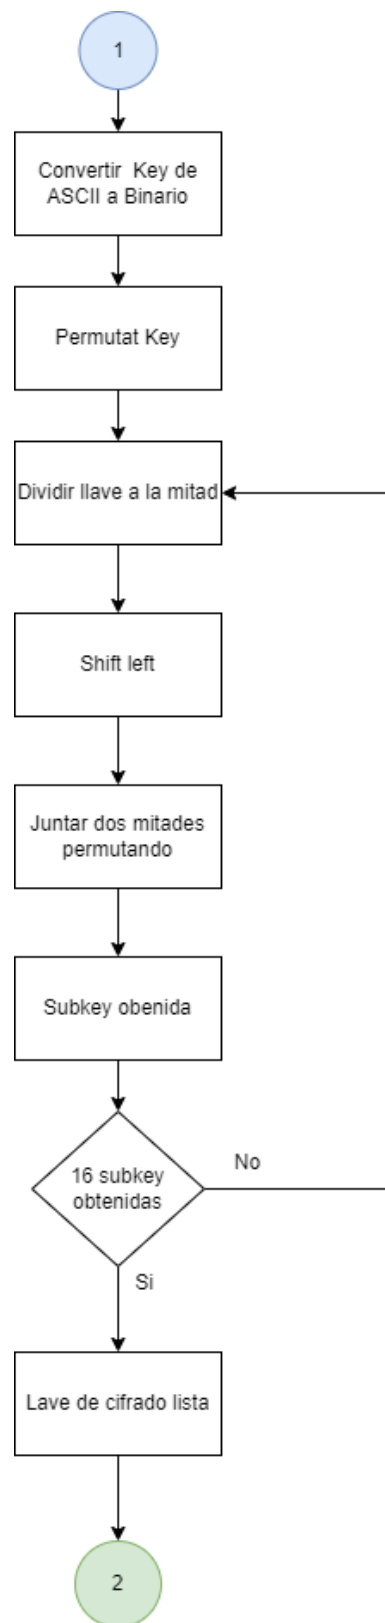 1
Convertir Key de
ASCII a Binario
Permutat Key
Dividir llave a la mitad
Shift left
Juntar dos mitades
permutando
Subkey obenida
16 subkey
obtenidas
No
Si
Lave de cifrado lista
2